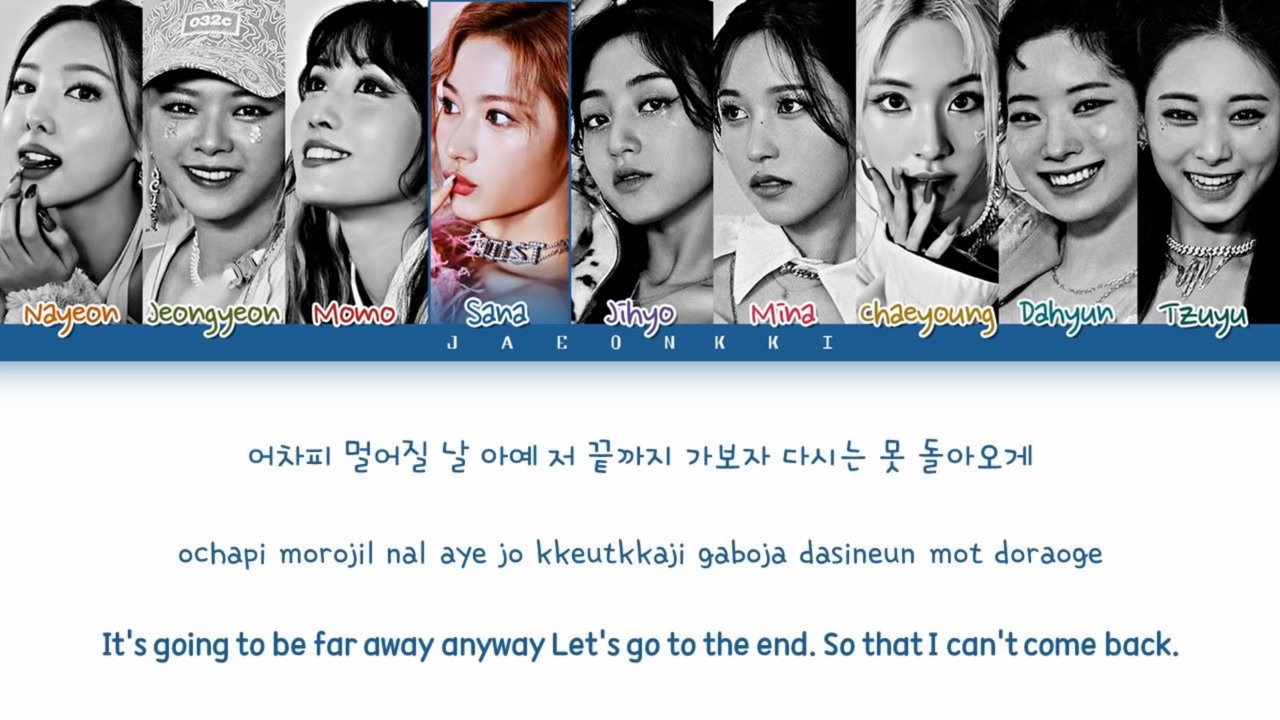 032c
Nayeon Jeongyeon Momo Sana Jihyo Mina Chaeyoung Dahyun Tzuyu
JAEONKKI
어차피 멀어질 날 아예 저 끝까지 가보자 다시는 못 돌아오게
ochapi morojil nal aye jo kkeutkkaji gaboja dasineun mot doraoge
It's going to be far away anyway Let's go to the end. So that I can't come back.